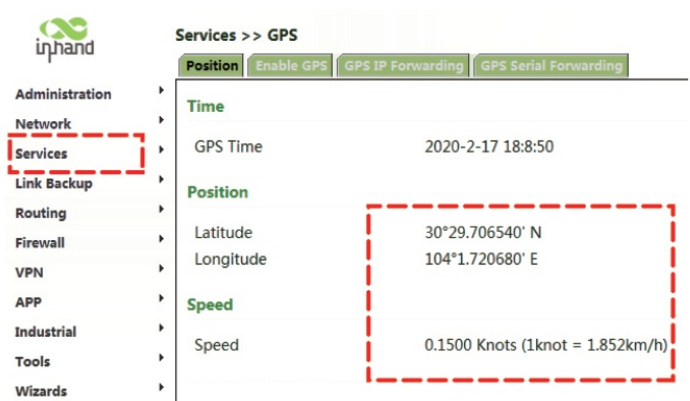 inhand
Services >> GPS
Position Enable GPS GPS IP Forwarding GPS Serial Forwarding
Administration
Network
Services
Link Backup
Routing
Firewall
VPN
APP
Industrial
Tools
Wizards
Time
GPS Time 2020-2-17 18:8:50
Position
Latitude 30°29.706540' N
Longitude 104°1.720680' E
Speed
Speed 0.1500 Knots (1knot = 1.852km/h)